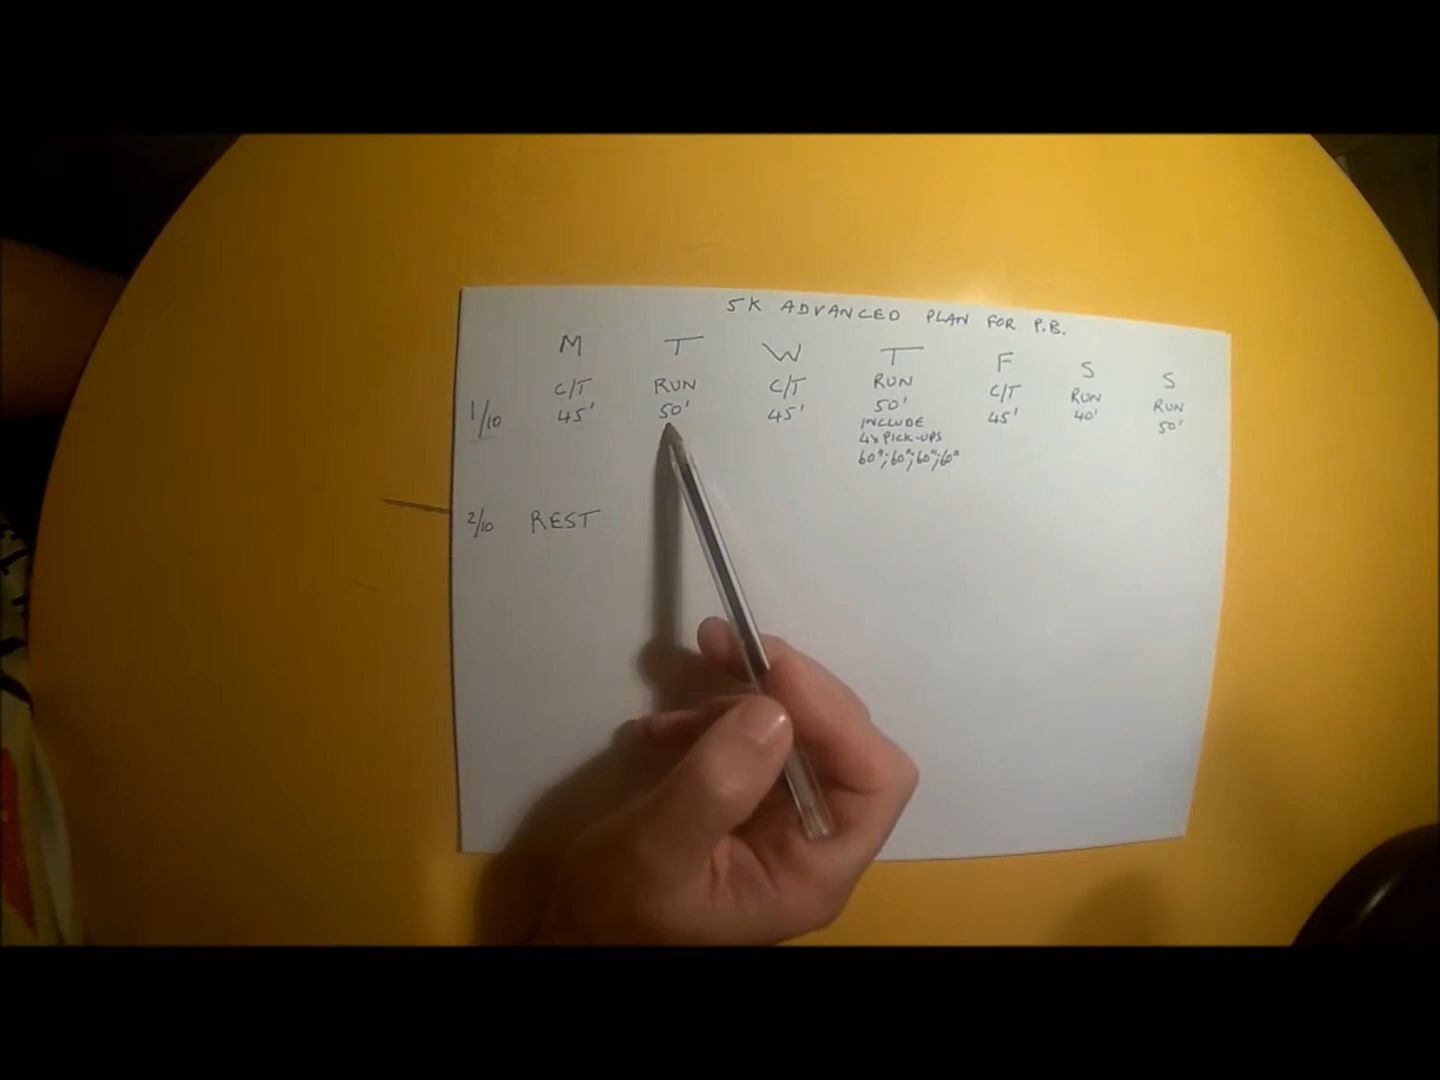 5K ADVANCED PLAN FOR P.B.
M T W T F S S
1/10
C/T
45'
RUN
50'
C/T
45'
RUN
50'
INCLUDE
4x PICK-UPS
60"; 60"; 60"; 60"
C/T
45'
RUN
40'
RUN
50'
2/10 REST